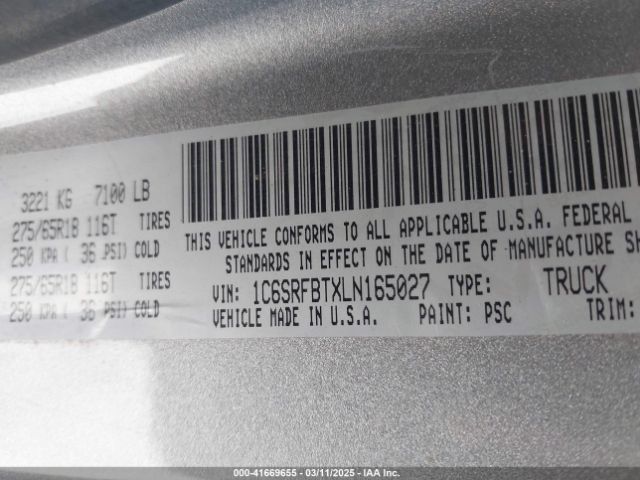 3221 KG 7100 LB
275/65R18 116T TIRES
250 KPA ( 36 PSI) COLD
275/65R18 116T TIRES
250 KPA ( 36 PSI) COLD
THIS VEHICLE CONFORMS TO ALL APPLICABLE U.S.A. FEDERAL
STANDARDS IN EFFECT ON THE DATE OF MANUFACTURE SH
VIN: 1C6SRFBTXLN165027 TYPE: TRUCK
VEHICLE MADE IN U.S.A. PAINT: PSC TRIM:
000-41669655 - 03/11/2025 - IAA Inc.